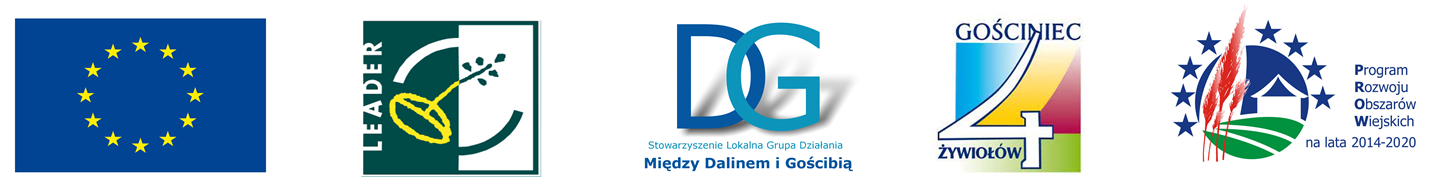 LEADER
DG
Stowarzyszenie Lokalna Grupa Działania
Między Dalinem i Gościbią
GOŚCINIEC
4
ŻYWIOŁÓW
Program
Rozwoju
Obszarów
Wiejskich
na lata 2014-2020